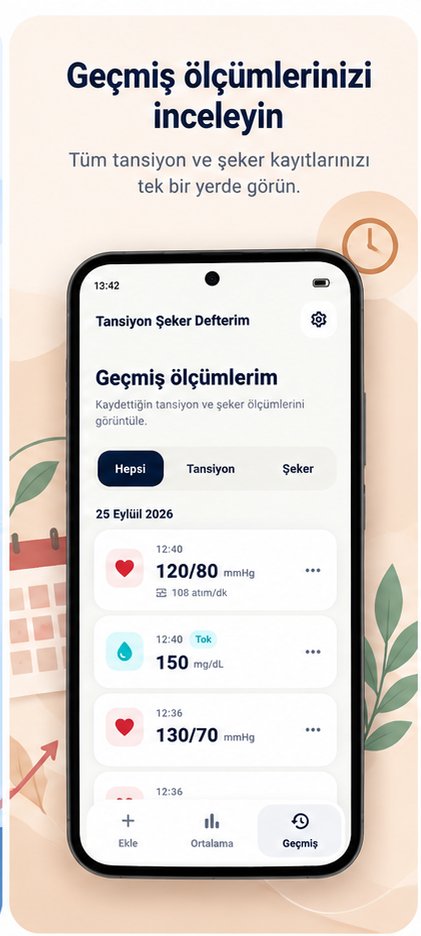 Geçmiş ölçümlerinizi
inceleyin
Tüm tansiyon ve şeker kayıtlarınızı
tek bir yerde görün.
13:42
Tansiyon Şeker Defterim
Geçmiş ölçümlerim
Kaydettiğin tansiyon ve şeker ölçümlerini
görüntüle.
Hepsi Tansiyon Şeker
25 Eylüil 2026
12:40
120/80 mmHg
108 atım/dk
12:40 Tok
150 mg/dL
12:36
130/70 mmHg
12:36
Ekle Ortalama Geçmiş